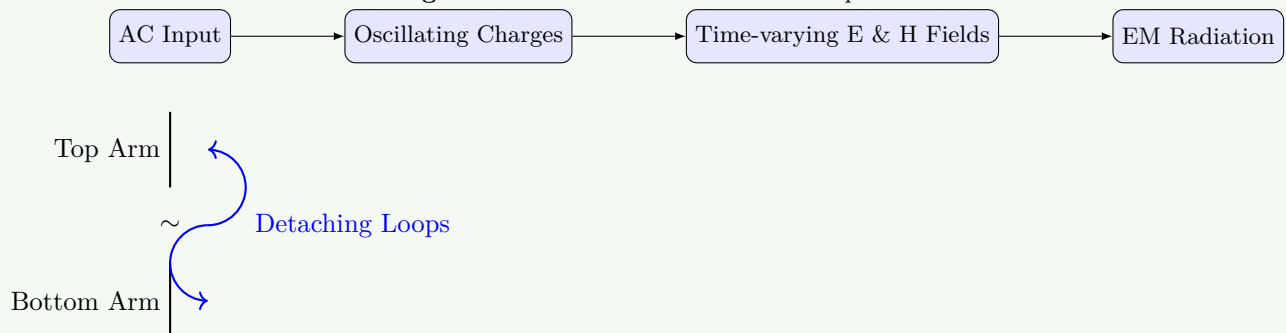 AC Input
Oscillating Charges
Time-varying E & H Fields
EM Radiation
Top Arm
~
Detaching Loops
Bottom Arm